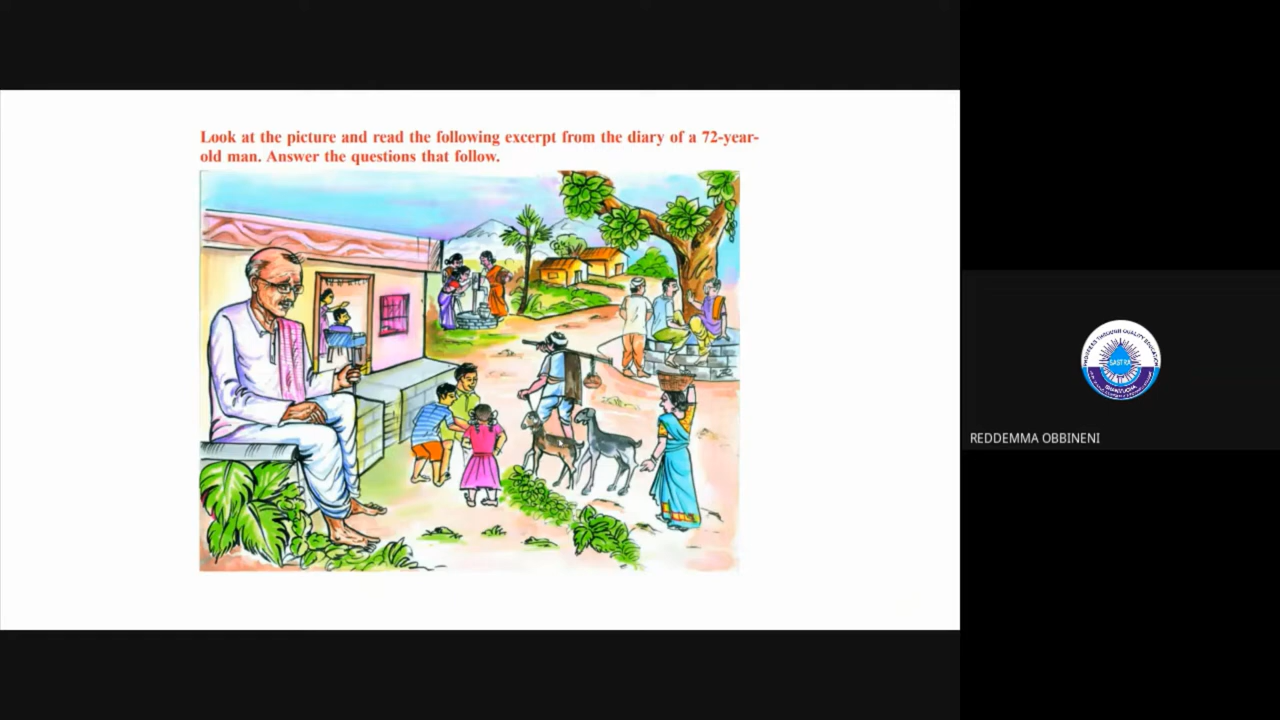 Look at the picture and read the following excerpt from the diary of a 72-year-
old man. Answer the questions that follow.
SASTRA
REDDEMMA OBBINENI